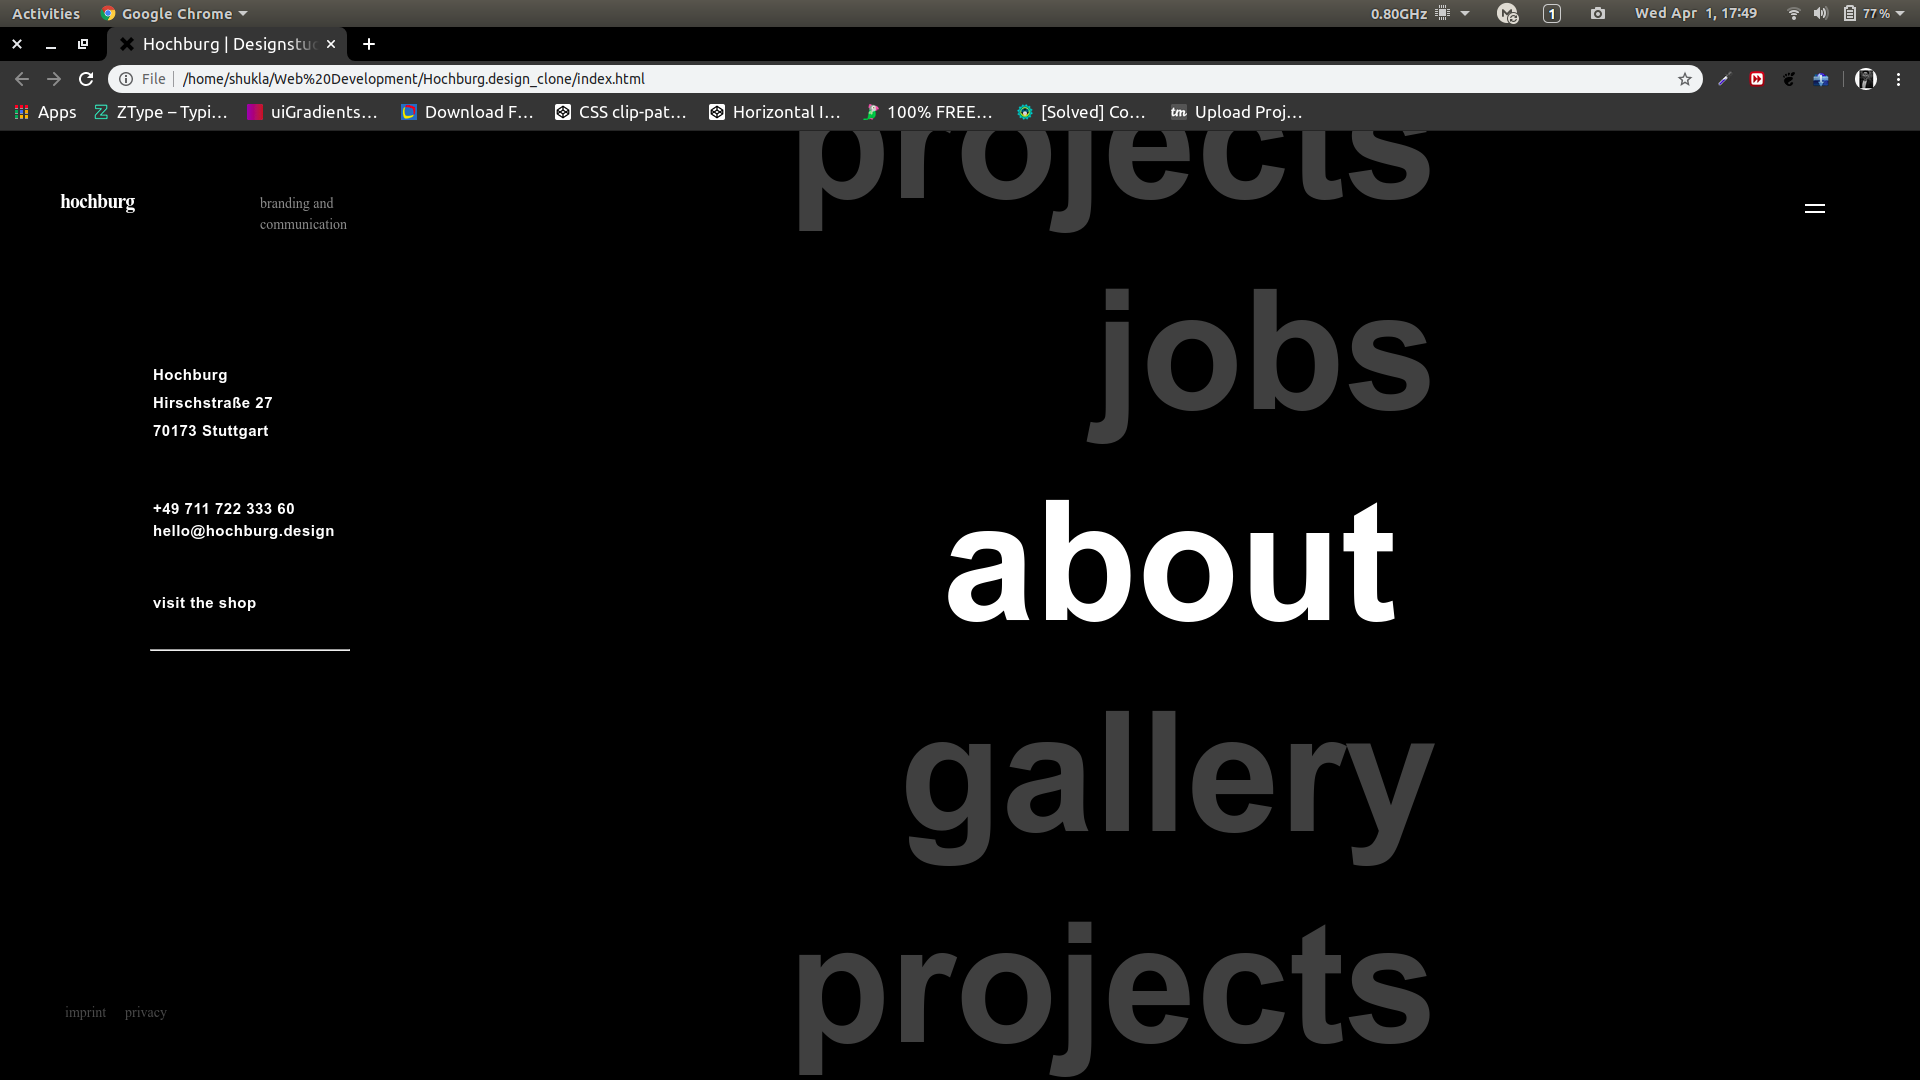 Activities Google Chrome 0.80GHz 1 Wed Apr 1, 17:49 77%
Hochburg | Designstud
File /home/shukla/Web%20Development/Hochburg.design_clone/index.html
Apps ZType – Typi... uiGradients... Download F... CSS clip-pat... Horizontal I... 100% FREE... [Solved] Co... tm Upload Proj...
projects
hochburg
branding and
communication
jobs
Hochburg
Hirschstraße 27
70173 Stuttgart
about
+49 711 722 333 60
hello@hochburg.design
visit the shop
gallery
projects
imprint privacy